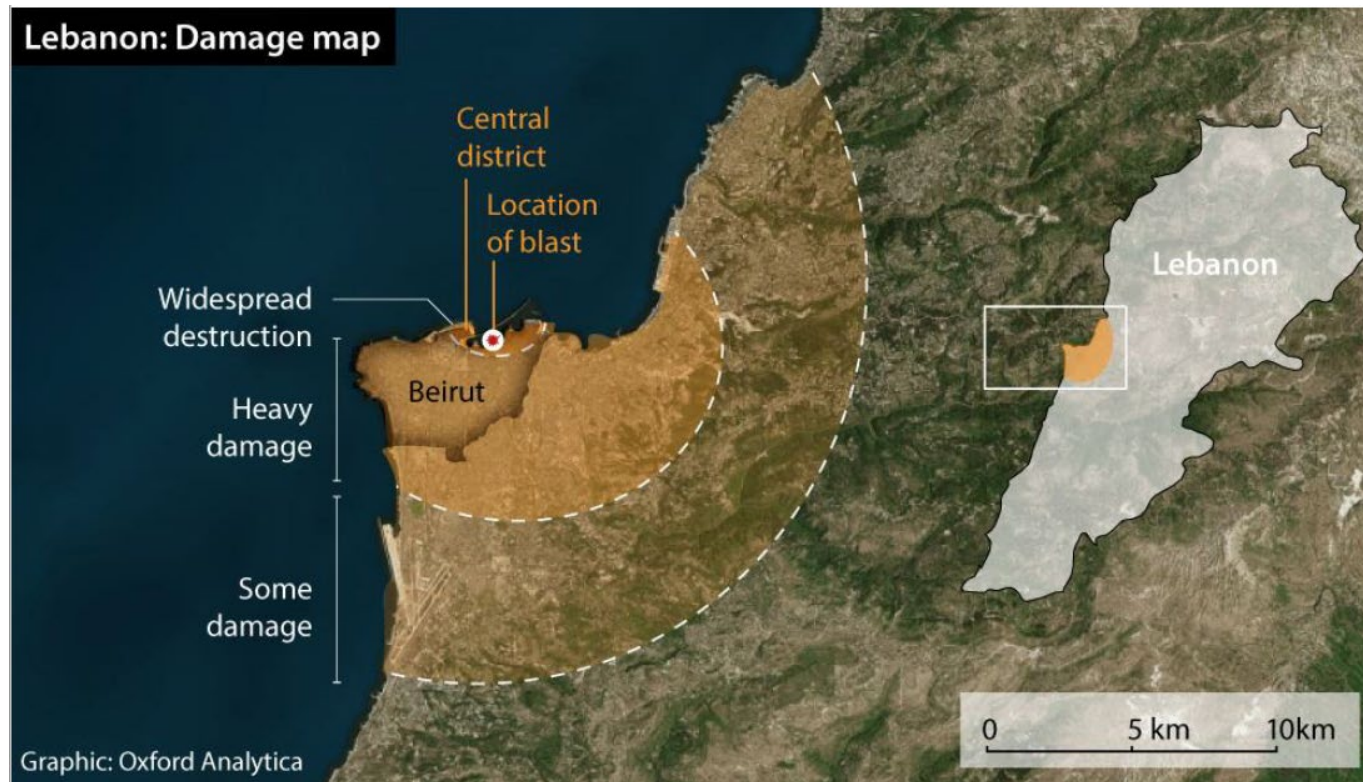 Lebanon: Damage map
Central
district
Location
of blast
Widespread
destruction
Heavy
damage
Some
damage
Beirut
Lebanon
0 5 km 10km
Graphic: Oxford Analytica